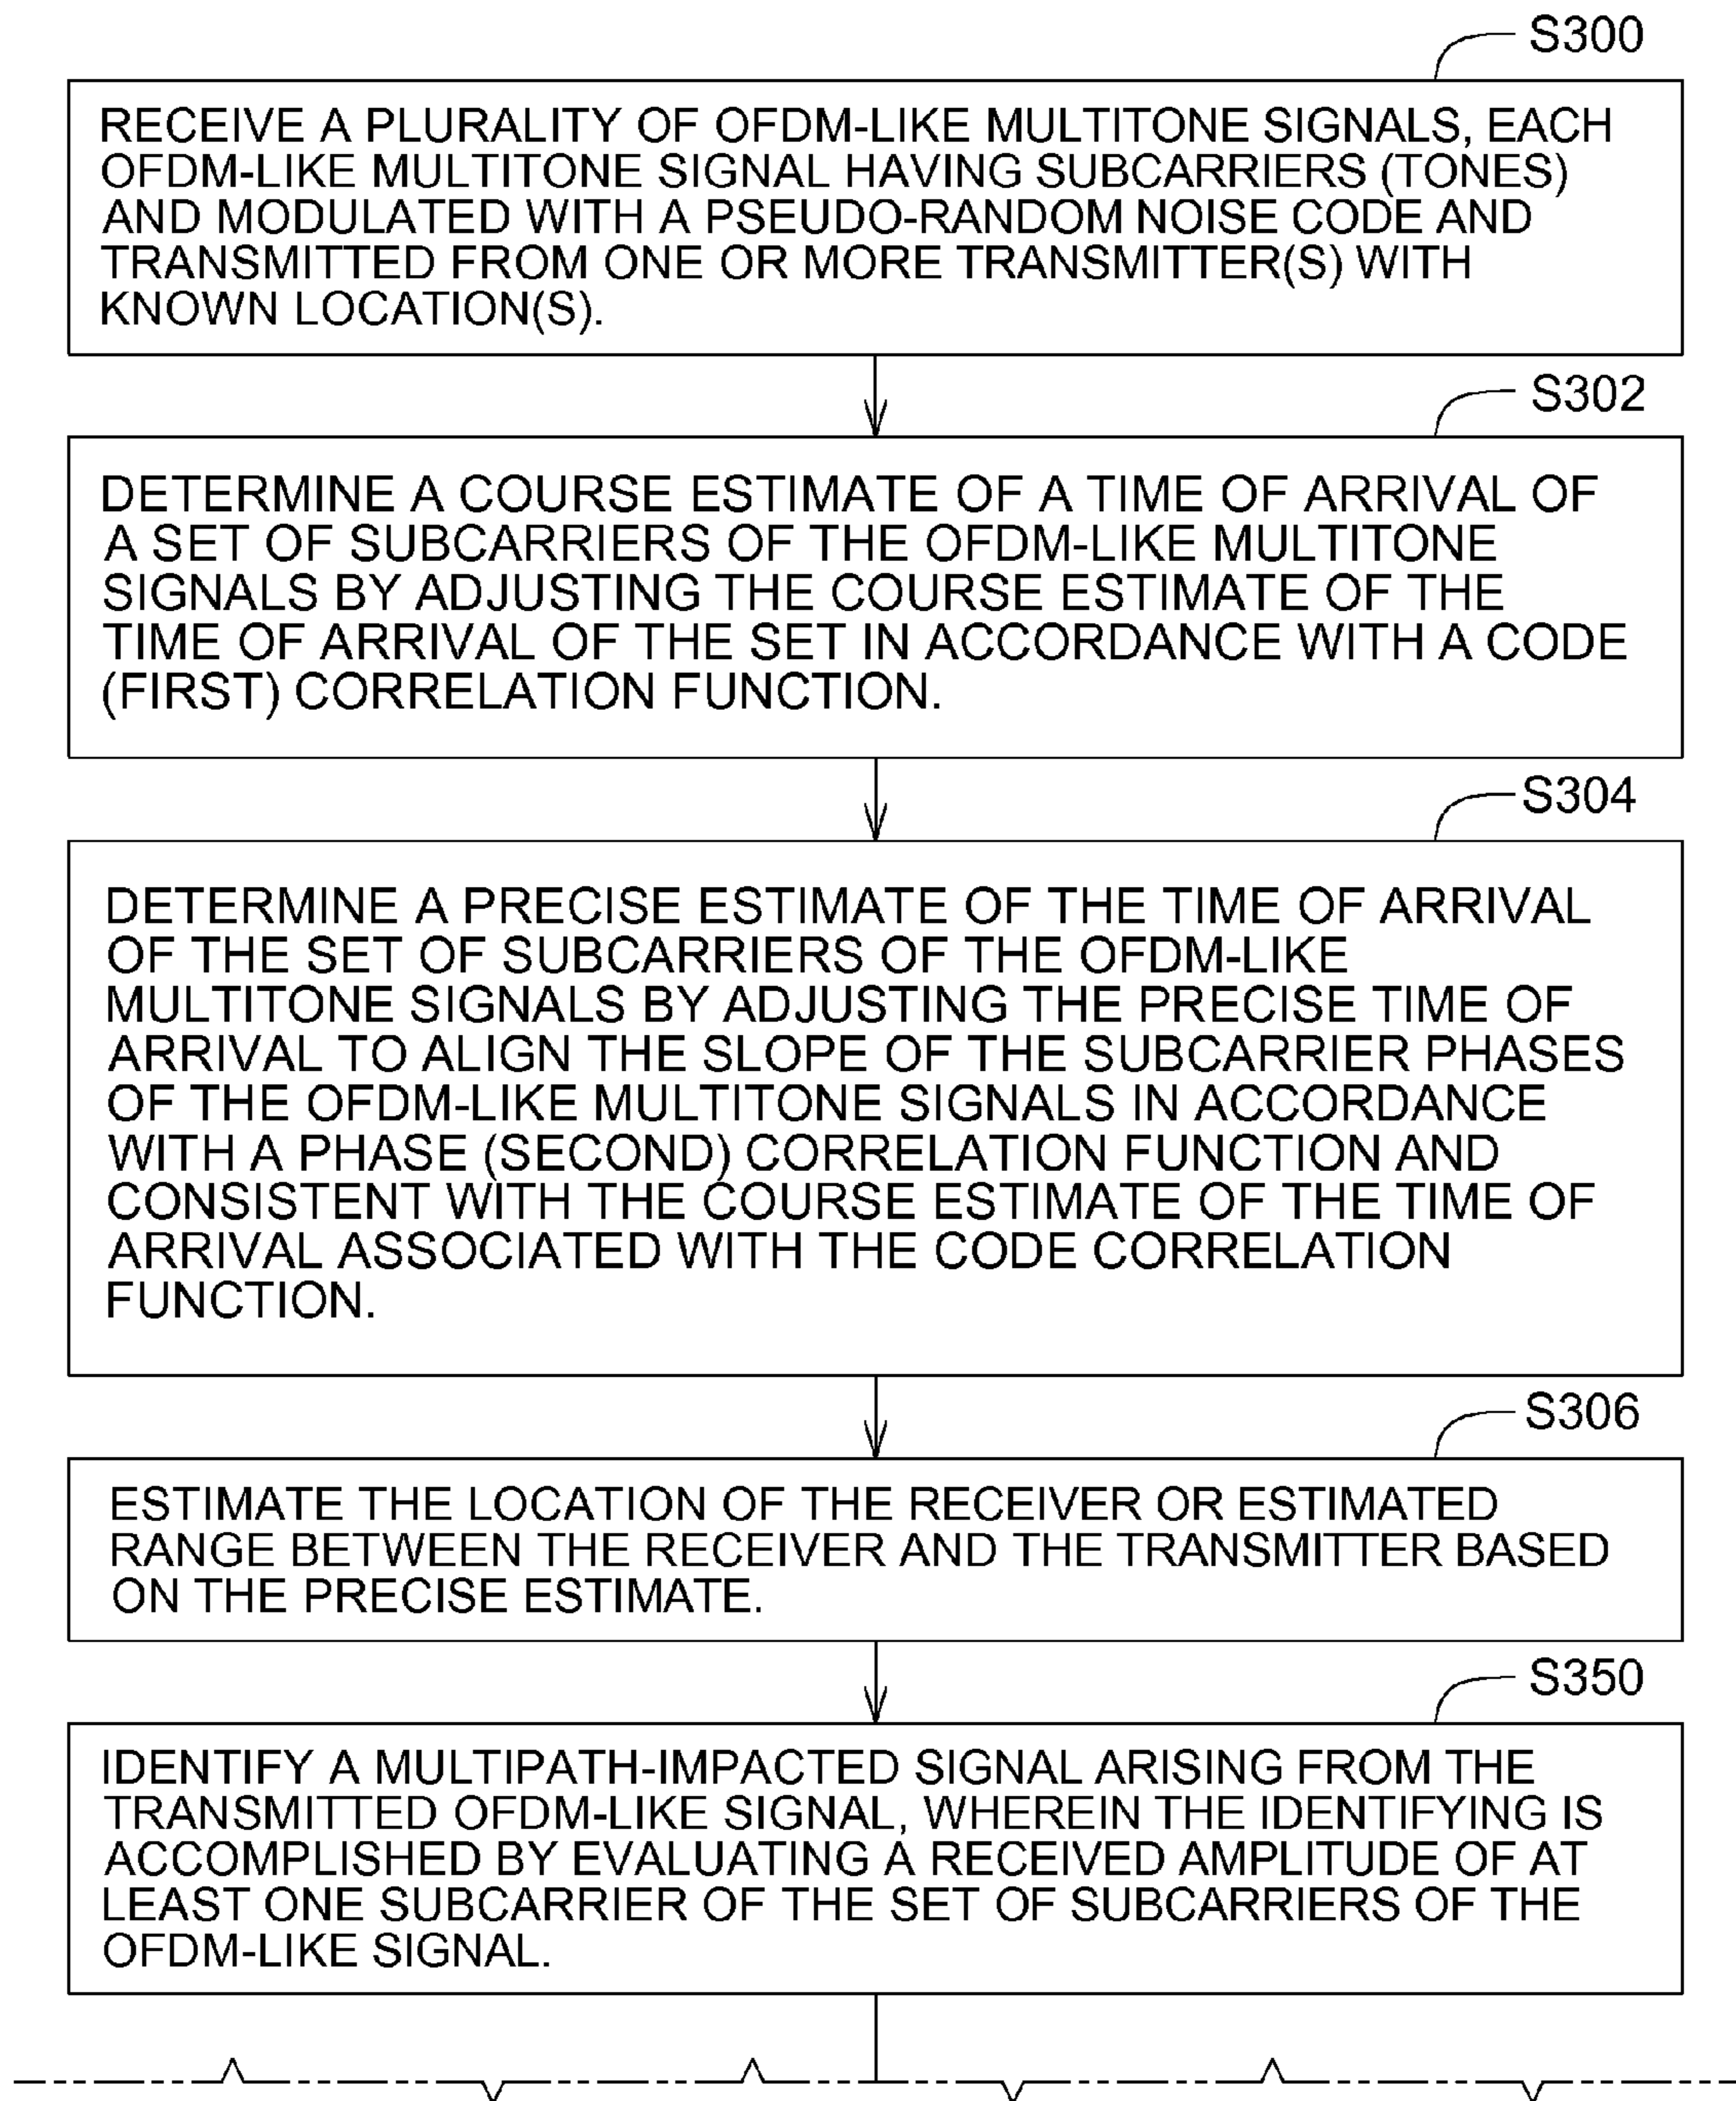 S300
RECEIVE A PLURALITY OF OFDM-LIKE MULTITONE SIGNALS, EACH
OFDM-LIKE MULTITONE SIGNAL HAVING SUBCARRIERS (TONES)
AND MODULATED WITH A PSEUDO-RANDOM NOISE CODE AND
TRANSMITTED FROM ONE OR MORE TRANSMITTER(S) WITH
KNOWN LOCATION(S).
S302
DETERMINE A COURSE ESTIMATE OF A TIME OF ARRIVAL OF
A SET OF SUBCARRIERS OF THE OFDM-LIKE MULTITONE
SIGNALS BY ADJUSTING THE COURSE ESTIMATE OF THE
TIME OF ARRIVAL OF THE SET IN ACCORDANCE WITH A CODE
(FIRST) CORRELATION FUNCTION.
S304
DETERMINE A PRECISE ESTIMATE OF THE TIME OF ARRIVAL
OF THE SET OF SUBCARRIERS OF THE OFDM-LIKE
MULTITONE SIGNALS BY ADJUSTING THE PRECISE TIME OF
ARRIVAL TO ALIGN THE SLOPE OF THE SUBCARRIER PHASES
OF THE OFDM-LIKE MULTITONE SIGNALS IN ACCORDANCE
WITH A PHASE (SECOND) CORRELATION FUNCTION AND
CONSISTENT WITH THE COURSE ESTIMATE OF THE TIME OF
ARRIVAL ASSOCIATED WITH THE CODE CORRELATION
FUNCTION.
S306
ESTIMATE THE LOCATION OF THE RECEIVER OR ESTIMATED
RANGE BETWEEN THE RECEIVER AND THE TRANSMITTER BASED
ON THE PRECISE ESTIMATE.
S350
IDENTIFY A MULTIPATH-IMPACTED SIGNAL ARISING FROM THE
TRANSMITTED OFDM-LIKE SIGNAL, WHEREIN THE IDENTIFYING IS
ACCOMPLISHED BY EVALUATING A RECEIVED AMPLITUDE OF AT
LEAST ONE SUBCARRIER OF THE SET OF SUBCARRIERS OF THE
OFDM-LIKE SIGNAL.